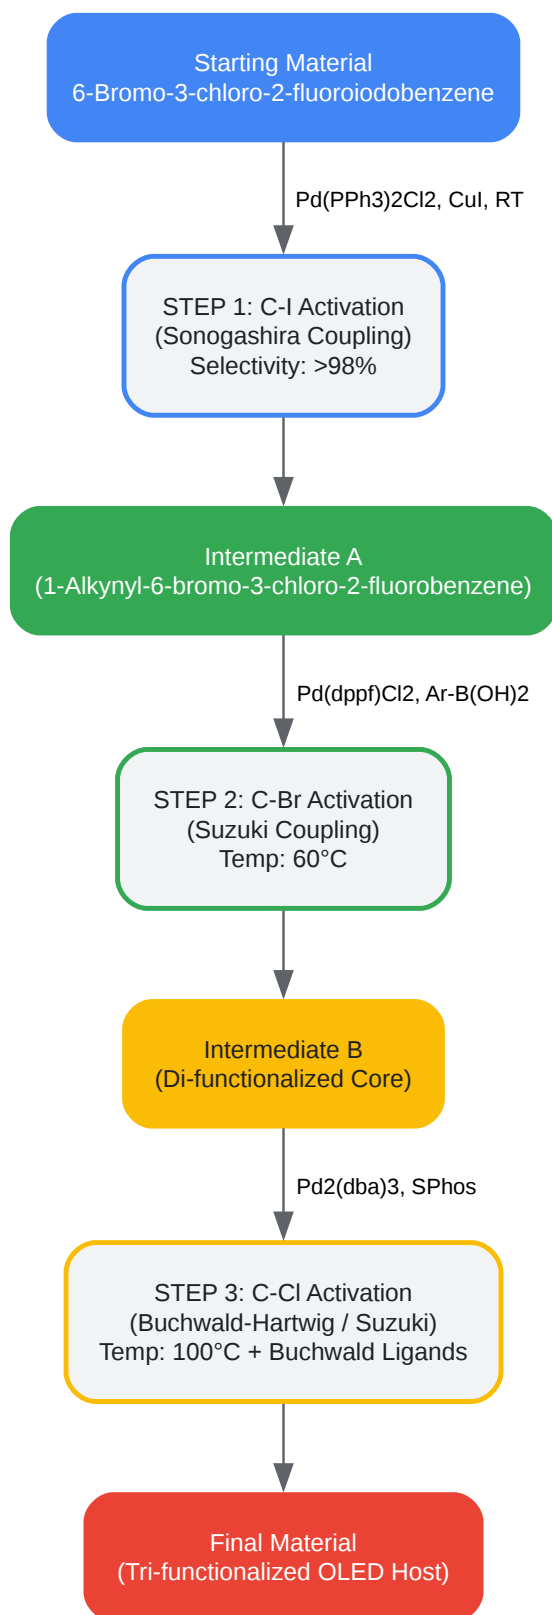 Starting Material
6-Bromo-3-chloro-2-fluoroiodobenzene
Pd(PPh3)2Cl2, CuI, RT
STEP 1: C-I Activation
(Sonogashira Coupling)
Selectivity: >98%
Intermediate A
(1-Alkynyl-6-bromo-3-chloro-2-fluorobenzene)
Pd(dppf)Cl2, Ar-B(OH)2
STEP 2: C-Br Activation
(Suzuki Coupling)
Temp: 60°C
Intermediate B
(Di-functionalized Core)
Pd2(dba)3, SPhos
STEP 3: C-Cl Activation
(Buchwald-Hartwig / Suzuki)
Temp: 100°C + Buchwald Ligands
Final Material
(Tri-functionalized OLED Host)